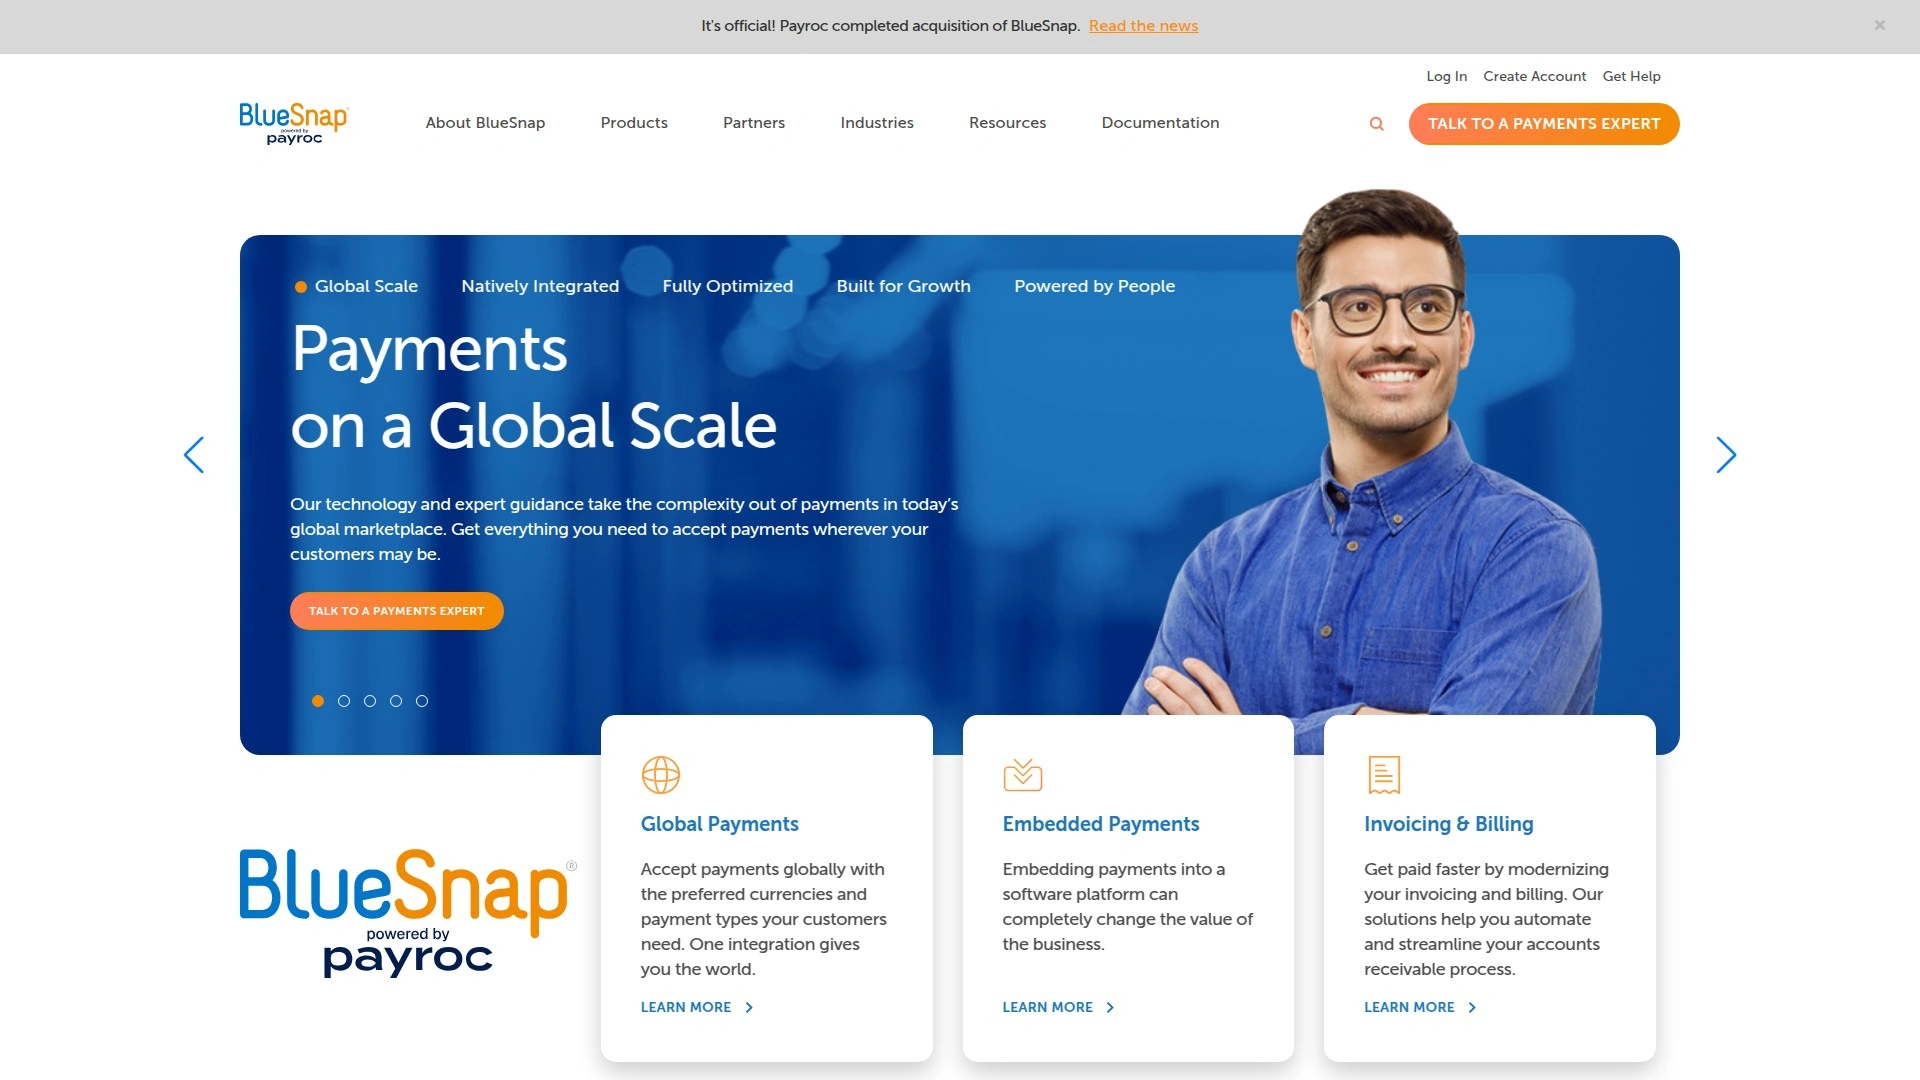 It's official! Payroc completed acquisition of BlueSnap. Read the news
×
Log In Create Account Get Help
BlueSnap
powered by
payroc
About BlueSnap Products Partners Industries Resources Documentation
TALK TO A PAYMENTS EXPERT
Global Scale Natively Integrated Fully Optimized Built for Growth Powered by People
Payments
on a Global Scale
Our technology and expert guidance take the complexity out of payments in today’s
global marketplace. Get everything you need to accept payments wherever your
customers may be.
TALK TO A PAYMENTS EXPERT
BlueSnap®
powered by
payroc
Global Payments
Accept payments globally with
the preferred currencies and
payment types your customers
need. One integration gives
you the world.
LEARN MORE
Embedded Payments
Embedding payments into a
software platform can
completely change the value of
the business.
LEARN MORE
Invoicing & Billing
Get paid faster by modernizing
your invoicing and billing. Our
solutions help you automate
and streamline your accounts
receivable process.
LEARN MORE